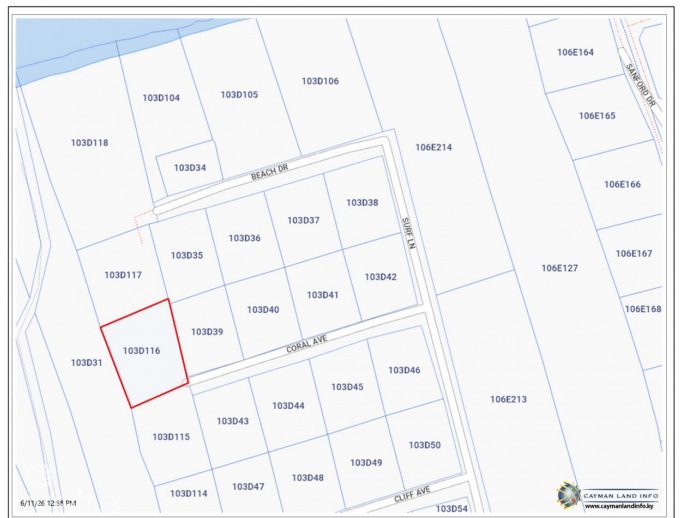 106E164
SANFORD DR
103D106
103D105
103D104
106E165
103D118
106E214
103D34
BEACH DR
106E166
103D38
103D37
103D36
SURF LN
103D35
106E167
106E127
103D117
103D42
103D41
103D40
106E168
103D39
CORAL AVE
103D116
103D31
103D46
103D45
106E213
103D44
103D43
103D115
103D50
103D49
103D48
103D47
103D114
CLIFF AVE
103D54
6/11/26 12:58 PM
CAYMAN LAND INFO
www.caymanlandinfo.ky